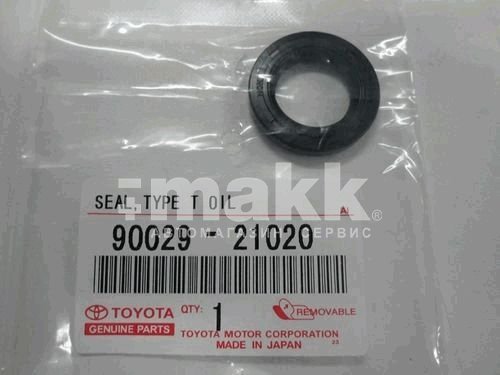 SEAL, TYPE T OIL
:makk®
АВТОМАГАЗИН СЕРВИС
90029 - 21020
TOYOTA
GENUINE PARTS
QTY: 1
REMOVABLE
TOYOTA MOTOR CORPORATION
MADE IN JAPAN
23